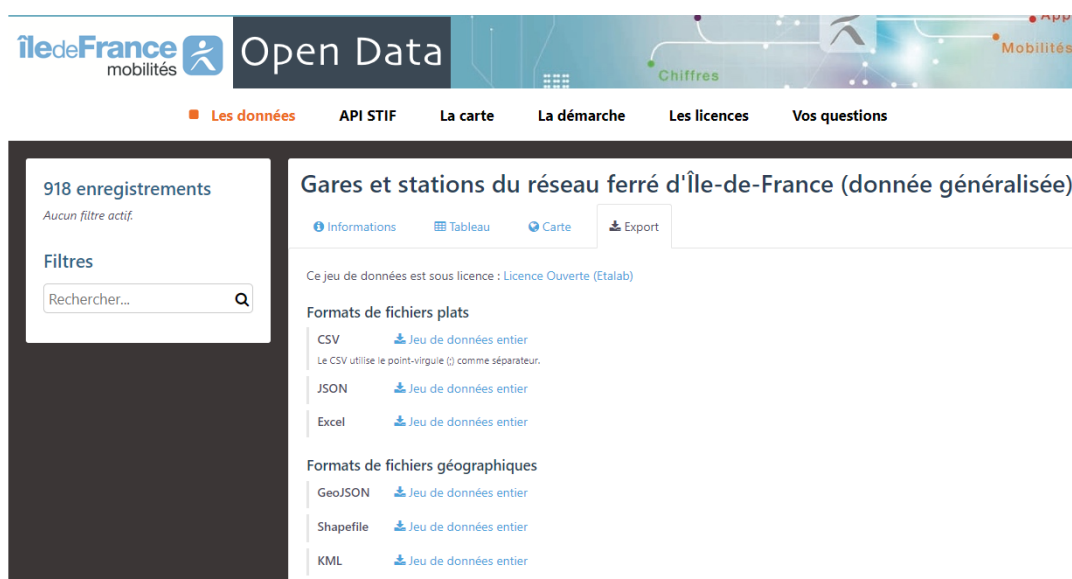 îledeFrance
mobilités
Open Data
Chiffres
Mobilités
Les données API STIF La carte La démarche Les licences Vos questions
918 enregistrements
Aucun filtre actif.
Filtres
Rechercher...
Gares et stations du réseau ferré d'Île-de-France (donnée généralisée)
Informations Tableau Carte Export
Ce jeu de données est sous licence : Licence Ouverte (Etalab)
Formats de fichiers plats
CSV Jeu de données entier
Le CSV utilise le point-virgule (;) comme séparateur.
JSON Jeu de données entier
Excel Jeu de données entier
Formats de fichiers géographiques
GeoJSON Jeu de données entier
Shapefile Jeu de données entier
KML Jeu de données entier